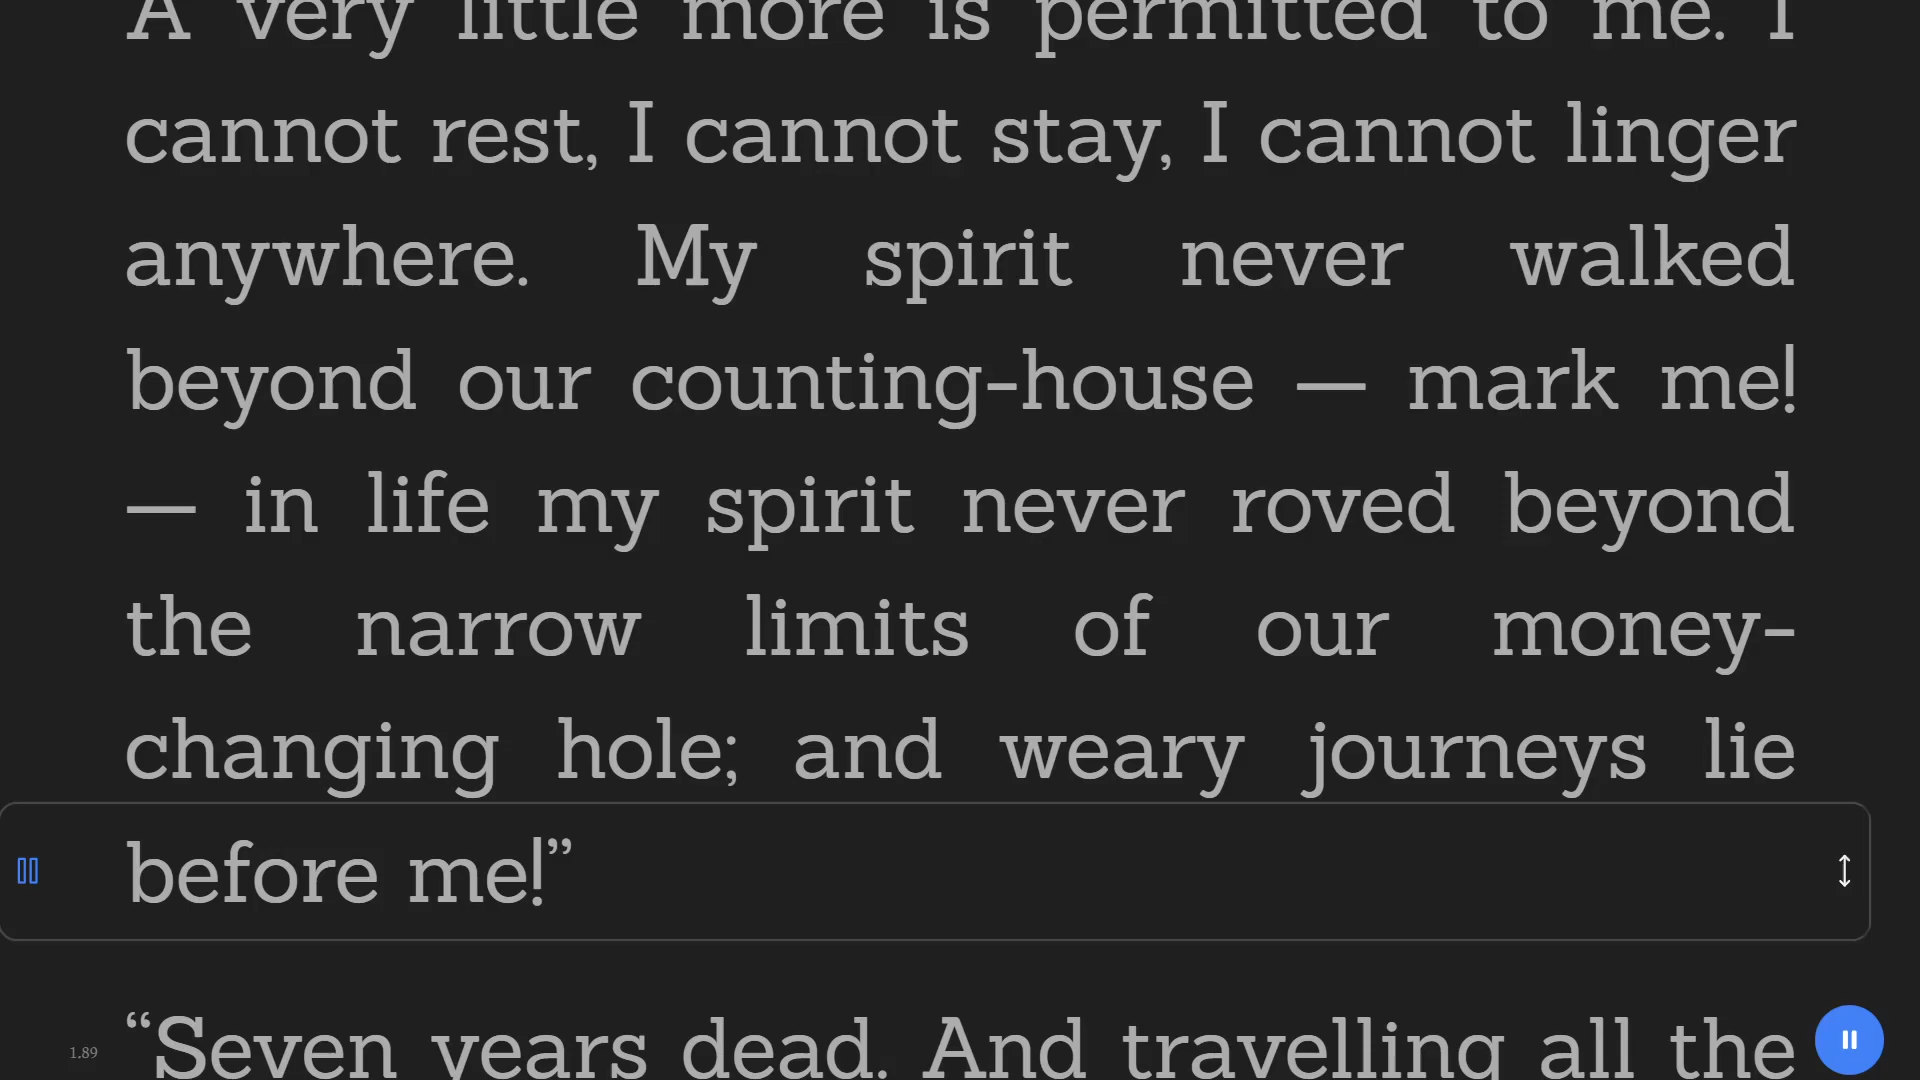 A very little more is permitted to me. I
cannot rest, I cannot stay, I cannot linger
anywhere. My spirit never walked
beyond our counting-house — mark me!
— in life my spirit never roved beyond
the narrow limits of our money-
changing hole; and weary journeys lie
before me!”
“Seven years dead. And travelling all the
1.89